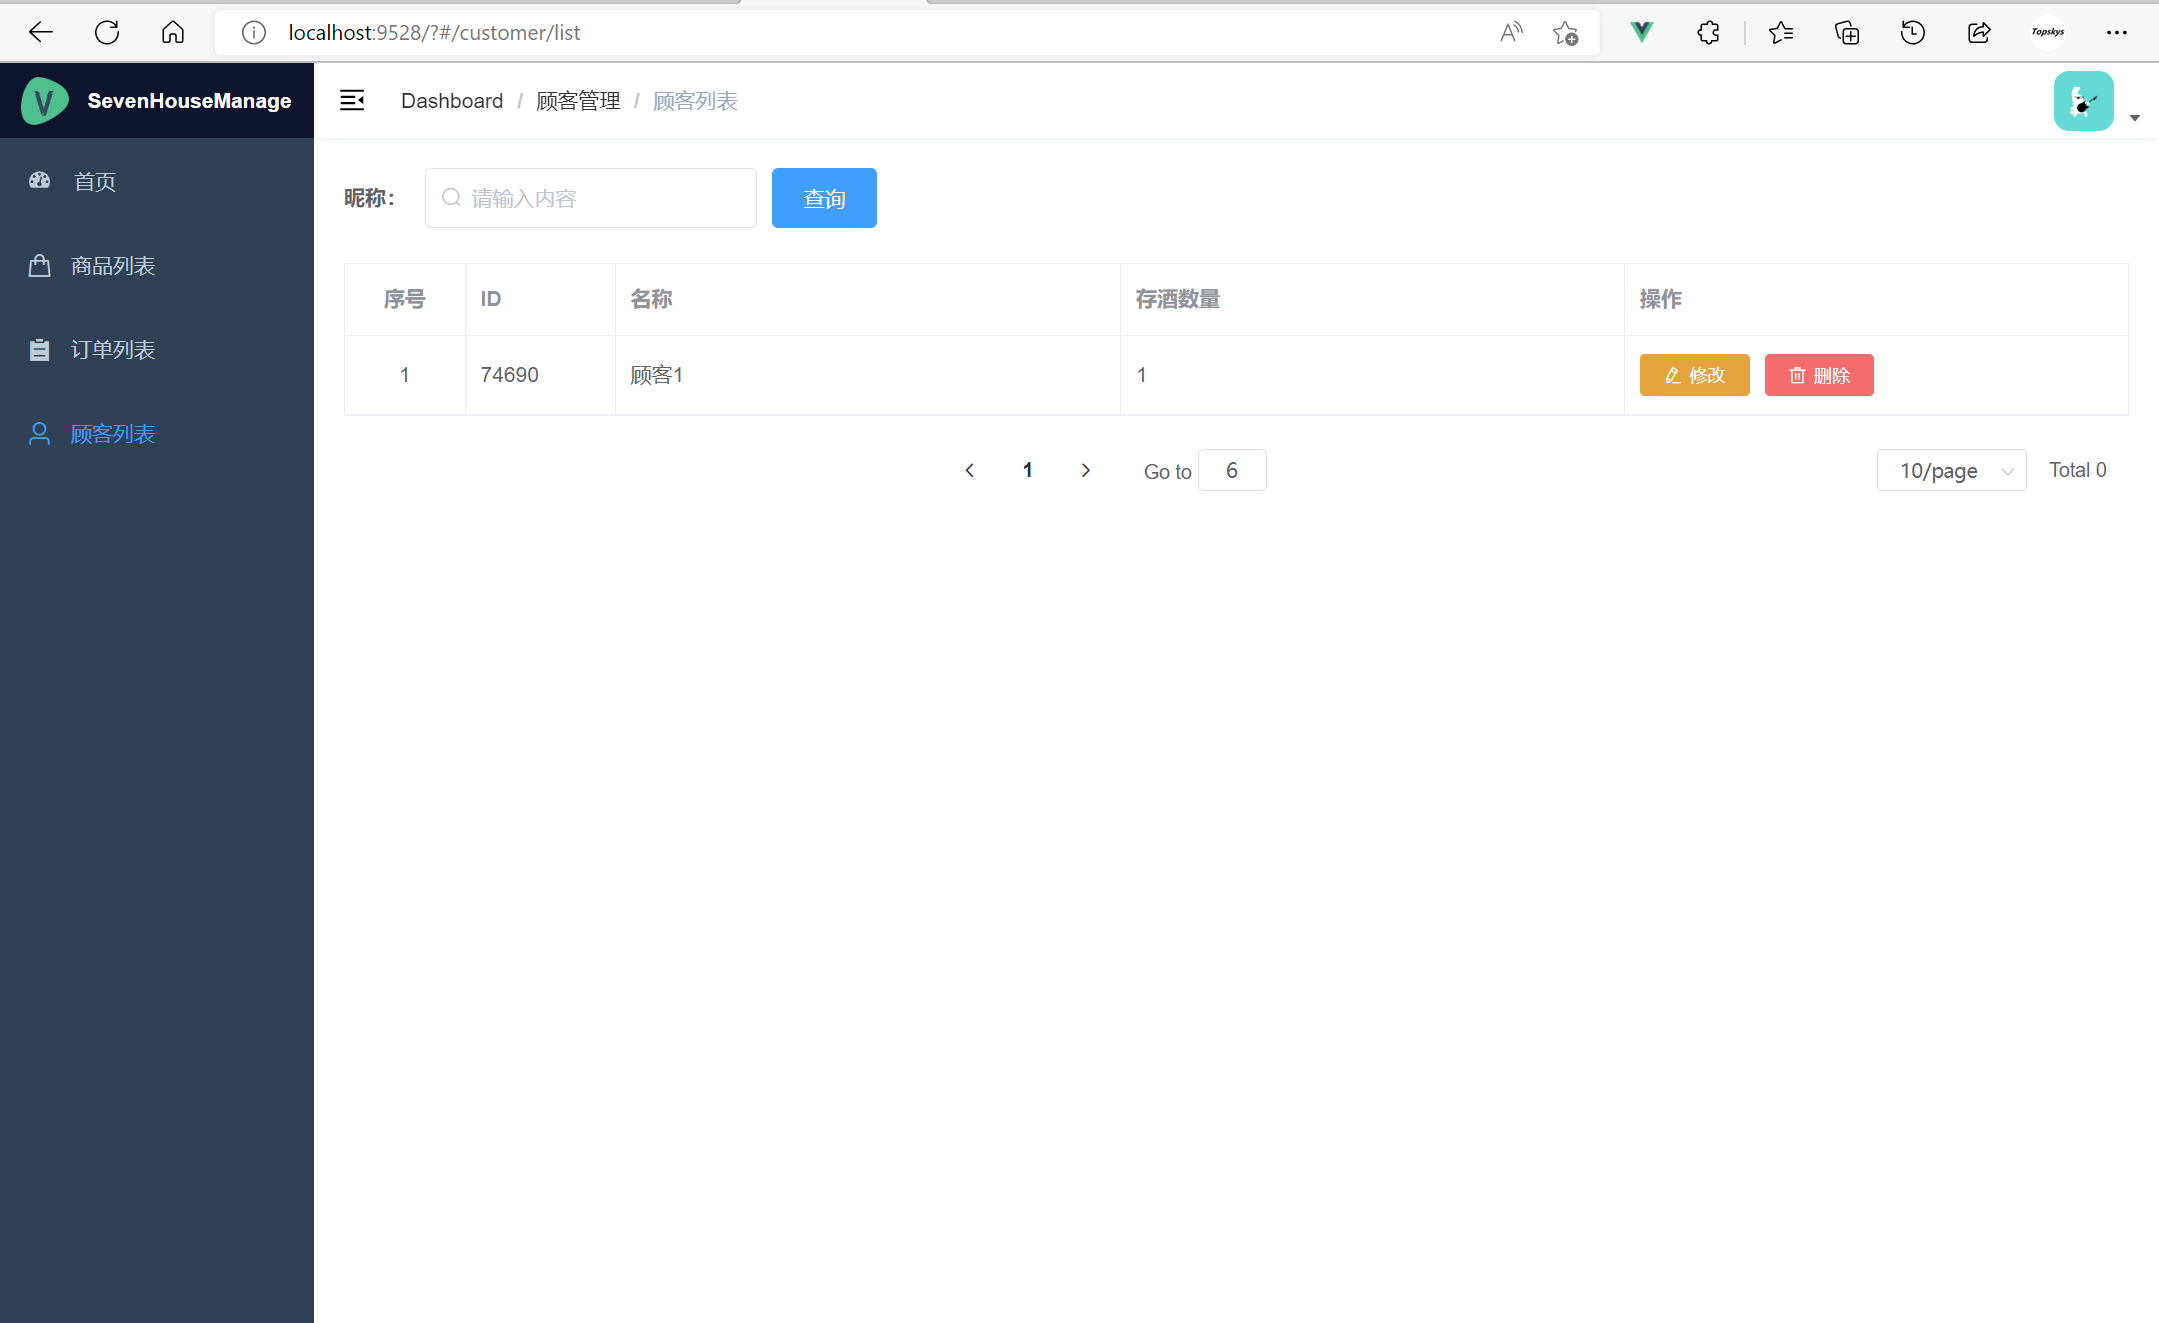 localhost:9528/?#/customer/list
Topskys
V SevenHouseManage
Dashboard / 顾客管理 / 顾客列表
首页
商品列表
订单列表
顾客列表
昵称： 请输入内容 查询
序号 ID 名称 存酒数量 操作
1 74690 顾客1 1 修改 删除
1 Go to 6 10/page Total 0